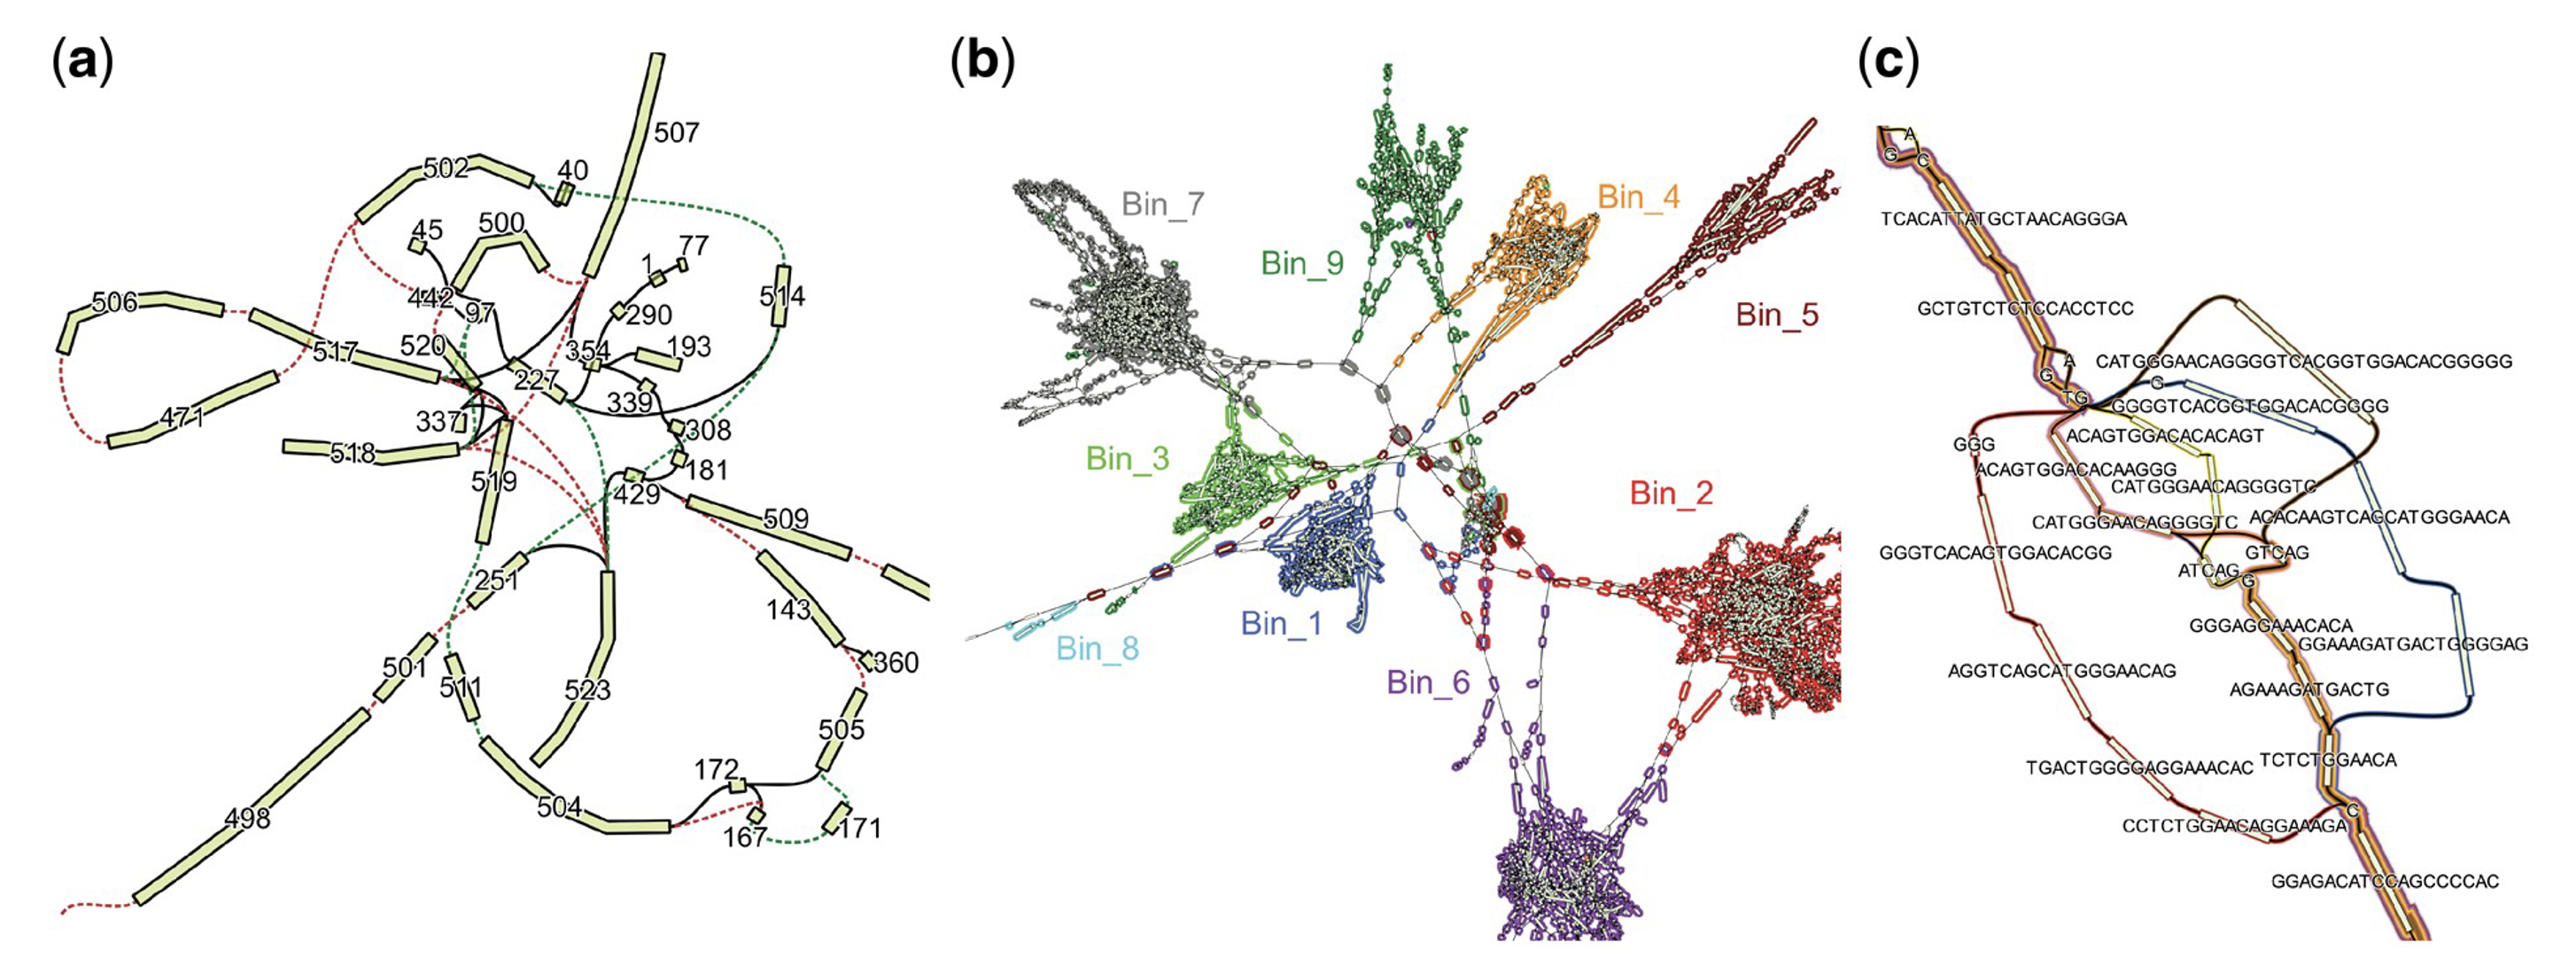 (a)
507
502
40
45
500
1
77
442
97
506
290
514
517
520
354
193
227
339
471
337
308
518
181
519
429
509
251
143
501
511
523
360
505
172
498
504
167
171
(b)
Bin_7
Bin_4
Bin_9
Bin_5
Bin_3
Bin_2
Bin_1
Bin_8
Bin_6
(c)
A
G
C
TCACATTATGCTAACAGGGA
GCTGTCTCTCCACCTCC
A
CATGGGAACAGGGGTCACGGTGGACACGGGGG
G
G
TG
GGGGTCACGGTGGACACGGGG
ACAGTGGACACACAGT
GGG
ACAGTGGACACAAGGG
CATGGGAACAGGGGTC
CATGGGAACAGGGGTC
ACACAAGTCAGCATGGGAACA
GGGTCACAGTGGACACGG
GTCAG
ATCAG
G
GGGAGGAAACACA
GGAAAGATGACTGGGGAG
AGGTCAGCATGGGAACAG
AGAAAGATGACTG
TCTCTGGAACA
TGACTGGGGAGGAAACAC
C
CCTCTGGAACAGGAAAGA
GGAGACATCCAGCCCCAC